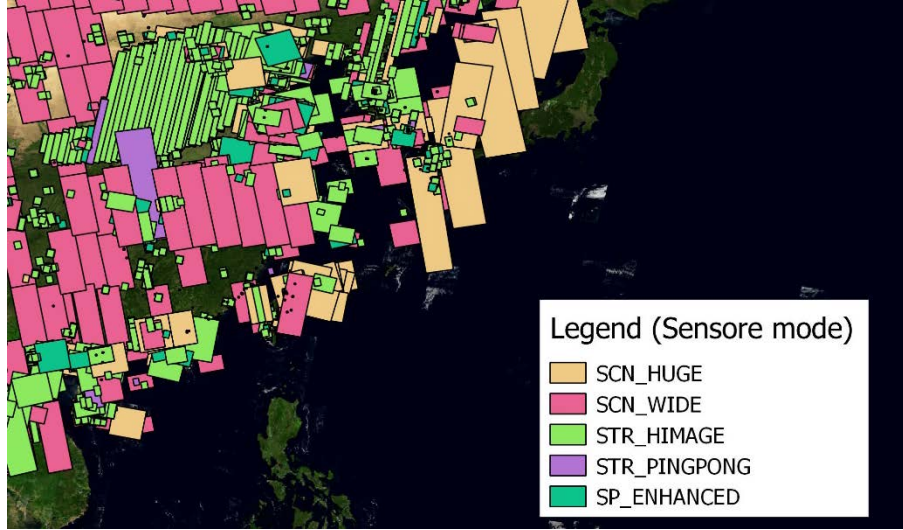 Legend (Sensore mode)
SCN_HUGE
SCN_WIDE
STR_HIMAGE
STR_PINGPONG
SP_ENHANCED